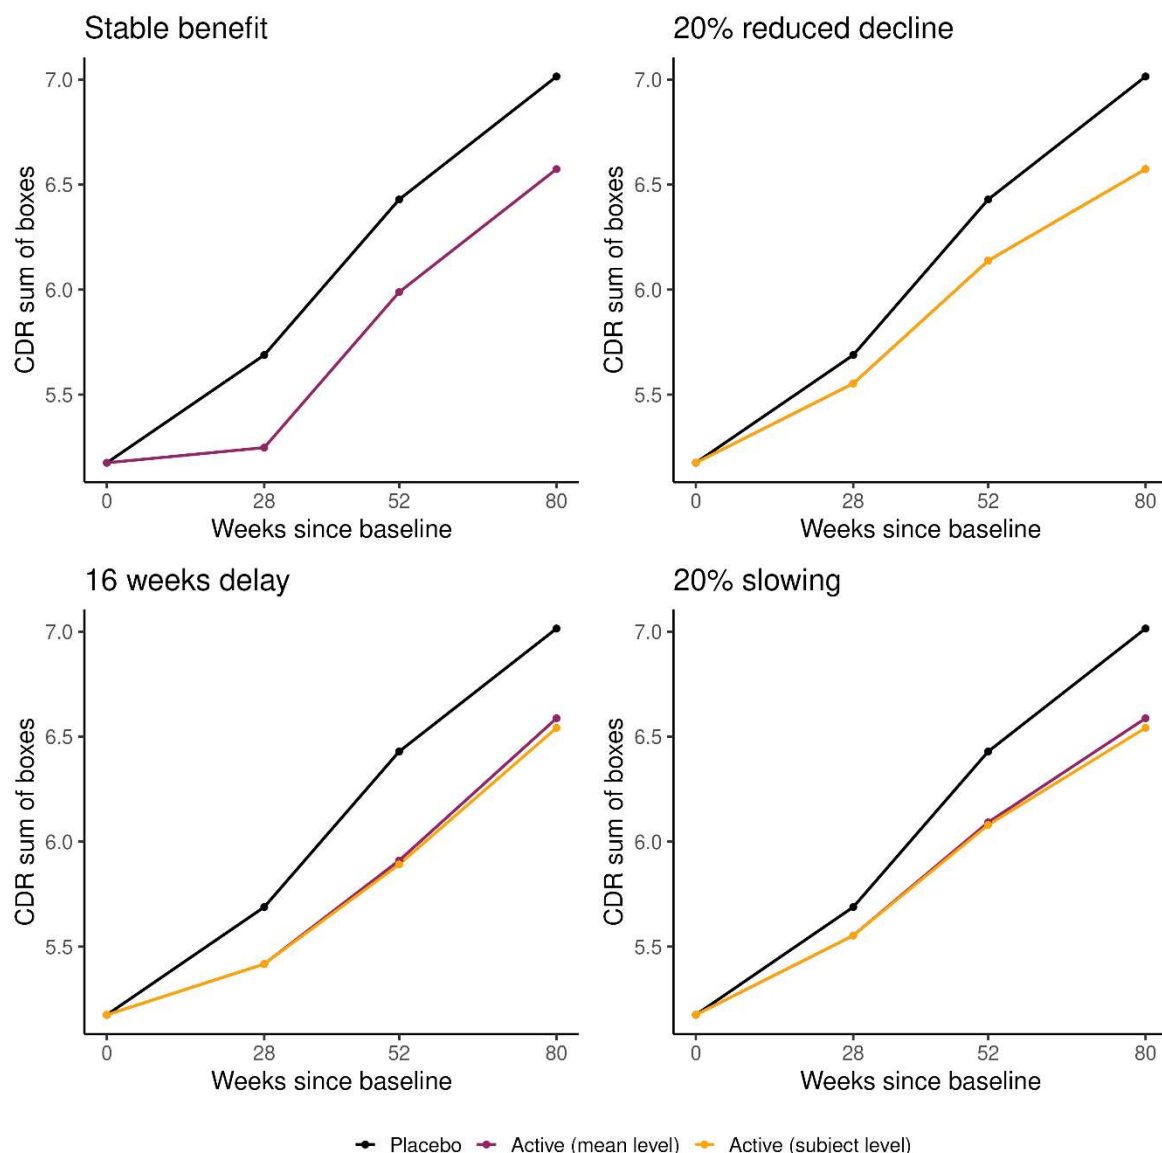 Stable benefit
7.0
6.5
6.0
5.5
CDR sum of boxes
0 28 52 80
Weeks since baseline
20% reduced decline
7.0
6.5
6.0
5.5
CDR sum of boxes
0 28 52 80
Weeks since baseline
16 weeks delay
7.0
6.5
6.0
5.5
CDR sum of boxes
0 28 52 80
Weeks since baseline
20% slowing
7.0
6.5
6.0
5.5
CDR sum of boxes
0 28 52 80
Weeks since baseline
Placebo Active (mean level) Active (subject level)